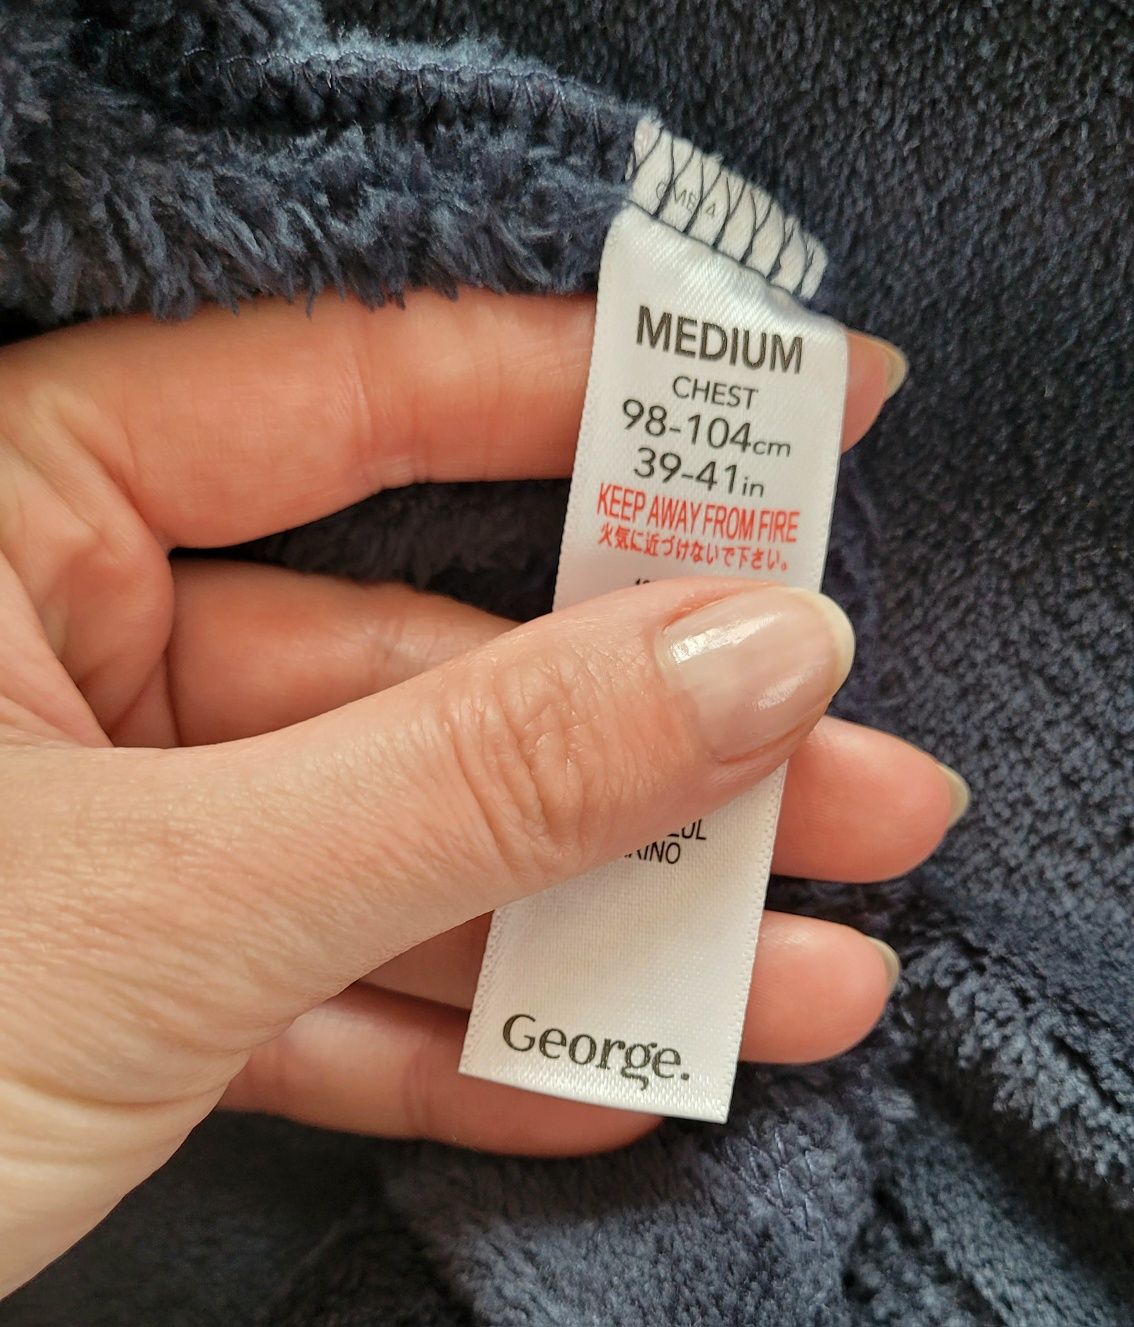 MEDIUM
CHEST
98-104cm
39-41in
KEEP AWAY FROM FIRE
火気に近づけないで下さい。
George.